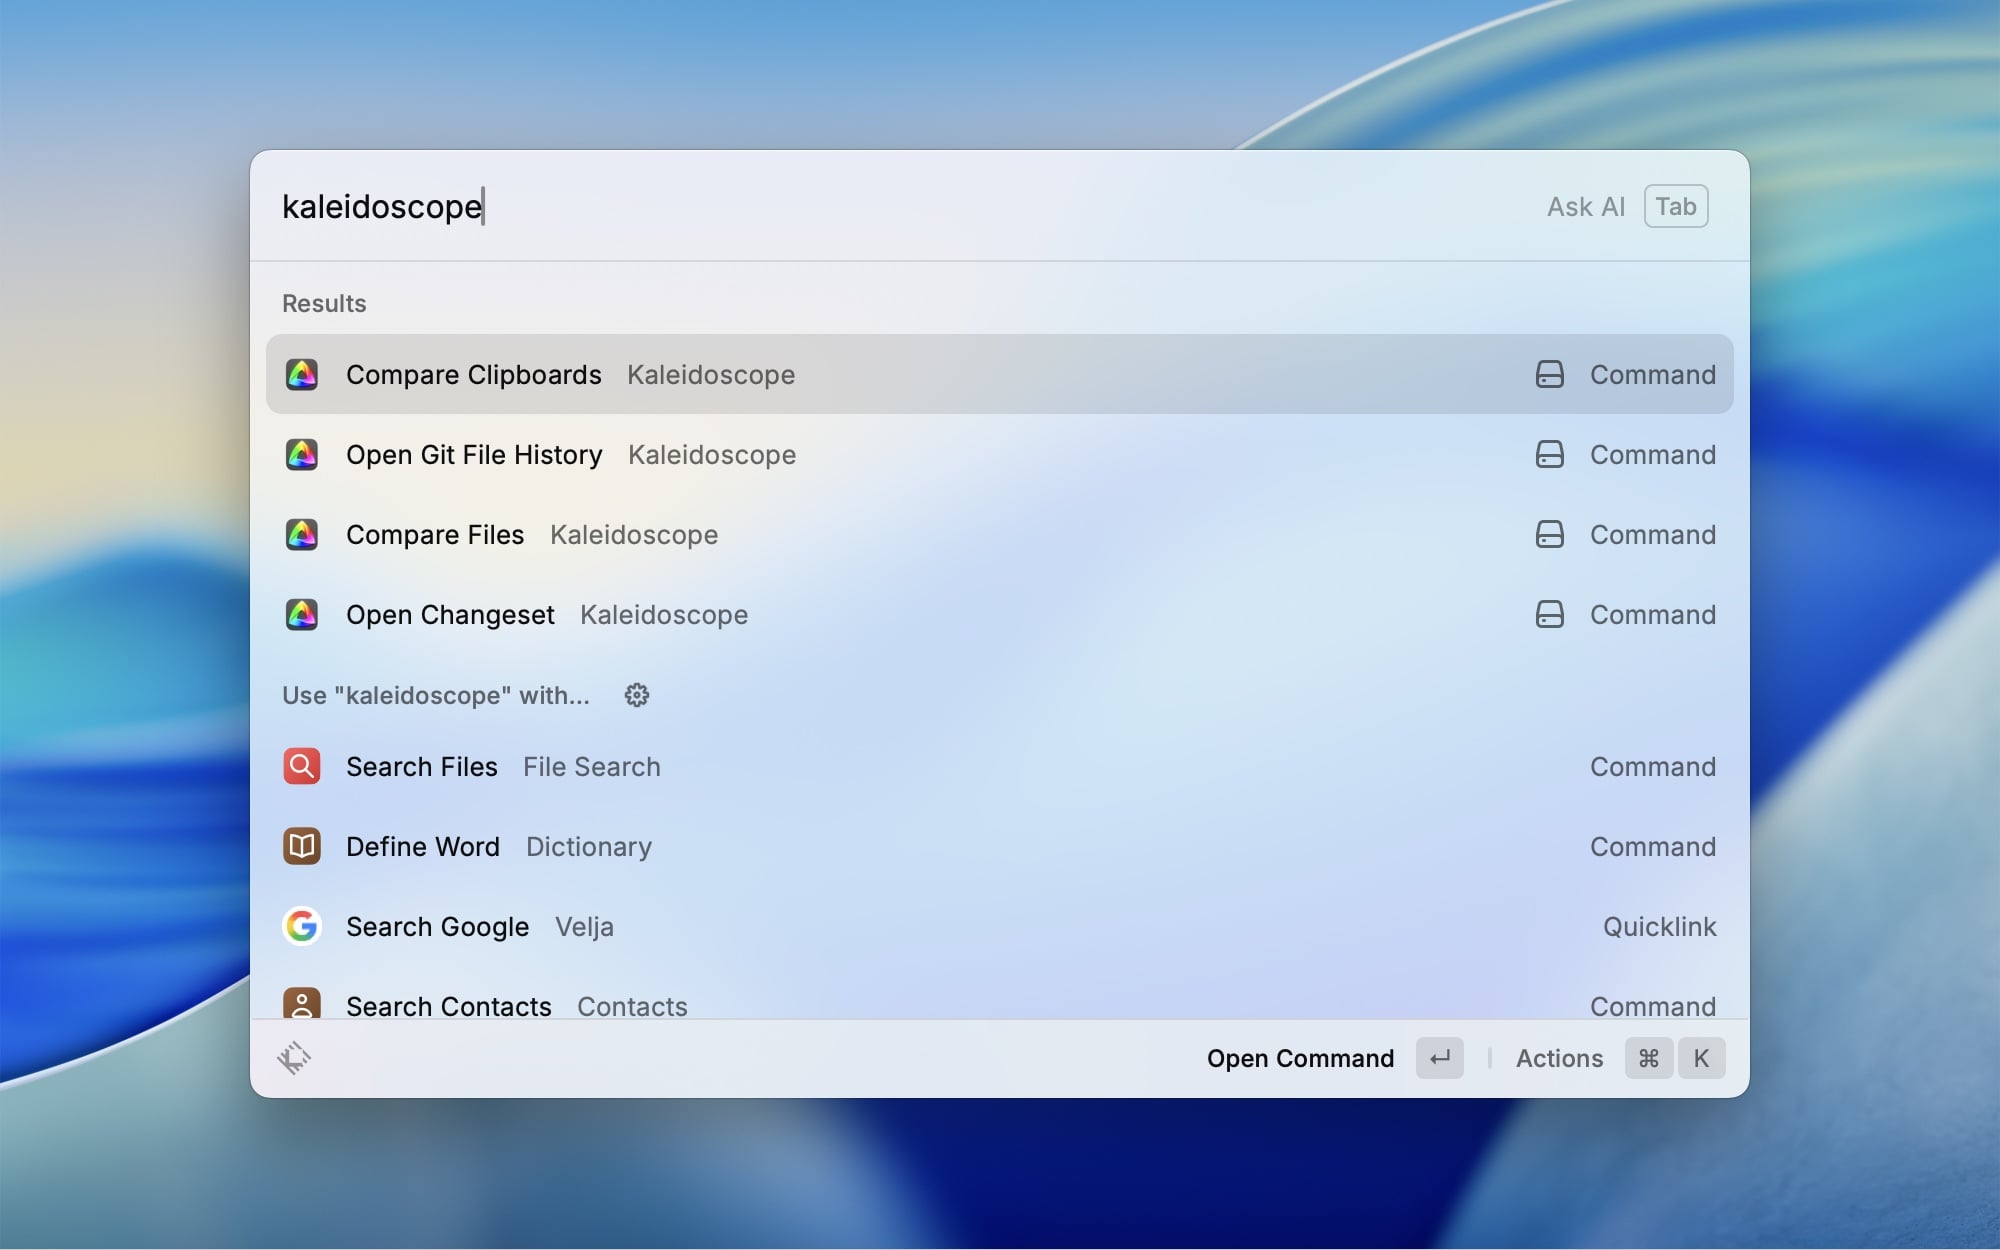 kaleidoscope Ask AI Tab
Results
Compare Clipboards Kaleidoscope Command
Open Git File History Kaleidoscope Command
Compare Files Kaleidoscope Command
Open Changeset Kaleidoscope Command
Use "kaleidoscope" with...
Search Files File Search Command
Define Word Dictionary Command
Search Google Velja Quicklink
Search Contacts Contacts Command
Open Command ↵ Actions ⌘ K